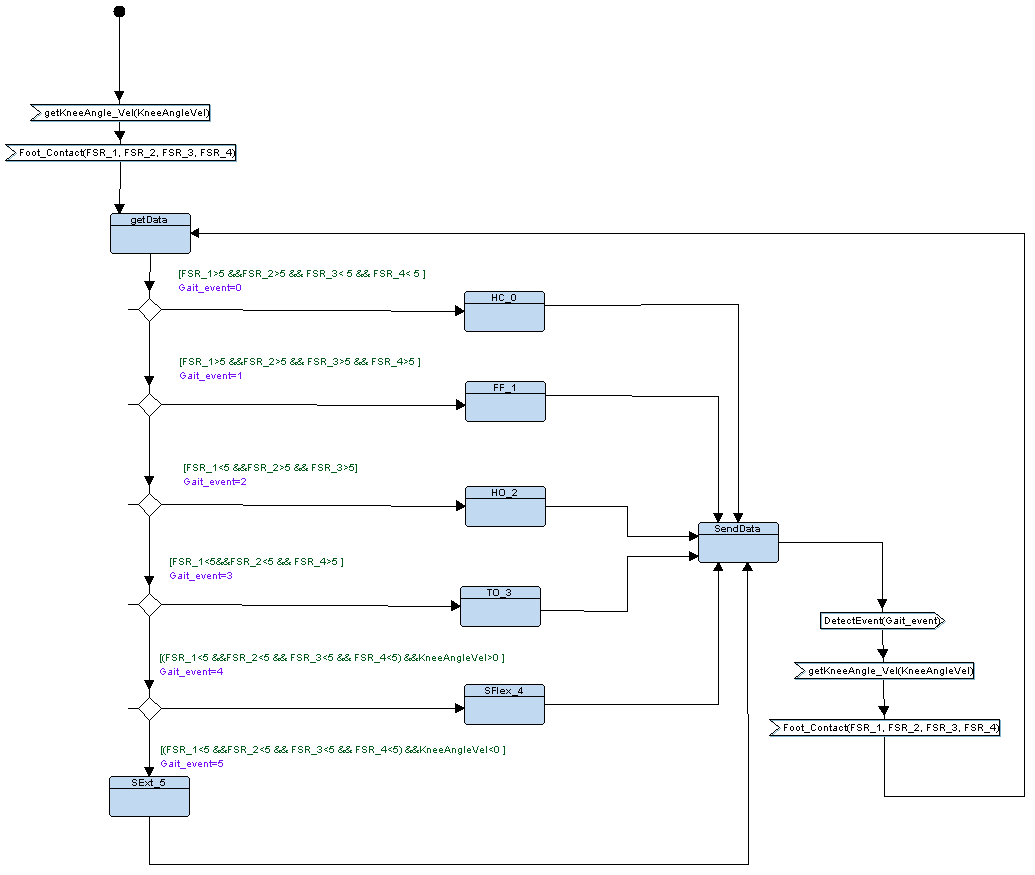 getKneeAngle_Vel(KneeAngleVel)
Foot_Contact(FSR_1, FSR_2, FSR_3, FSR_4)
getData
[FSR_1>5 &&FSR_2>5 && FSR_3< 5 && FSR_4< 5 ]
Gait_event=0
HC_0
[FSR_1>5 &&FSR_2>5 && FSR_3>5 && FSR_4>5 ]
Gait_event=1
FF_1
[FSR_1<5 &&FSR_2>5 && FSR_3>5]
Gait_event=2
HO_2
SendData
[FSR_1<5&&FSR_2<5 && FSR_4>5 ]
Gait_event=3
TO_3
DetectEvent(Gait_event)
[(FSR_1<5 &&FSR_2<5 && FSR_3<5 && FSR_4<5) &&KneeAngleVel>0 ]
Gait_event=4
getKneeAngle_Vel(KneeAngleVel)
SFlex_4
Foot_Contact(FSR_1, FSR_2, FSR_3, FSR_4)
[(FSR_1<5 &&FSR_2<5 && FSR_3<5 && FSR_4<5) &&KneeAngleVel<0 ]
Gait_event=5
SExt_5